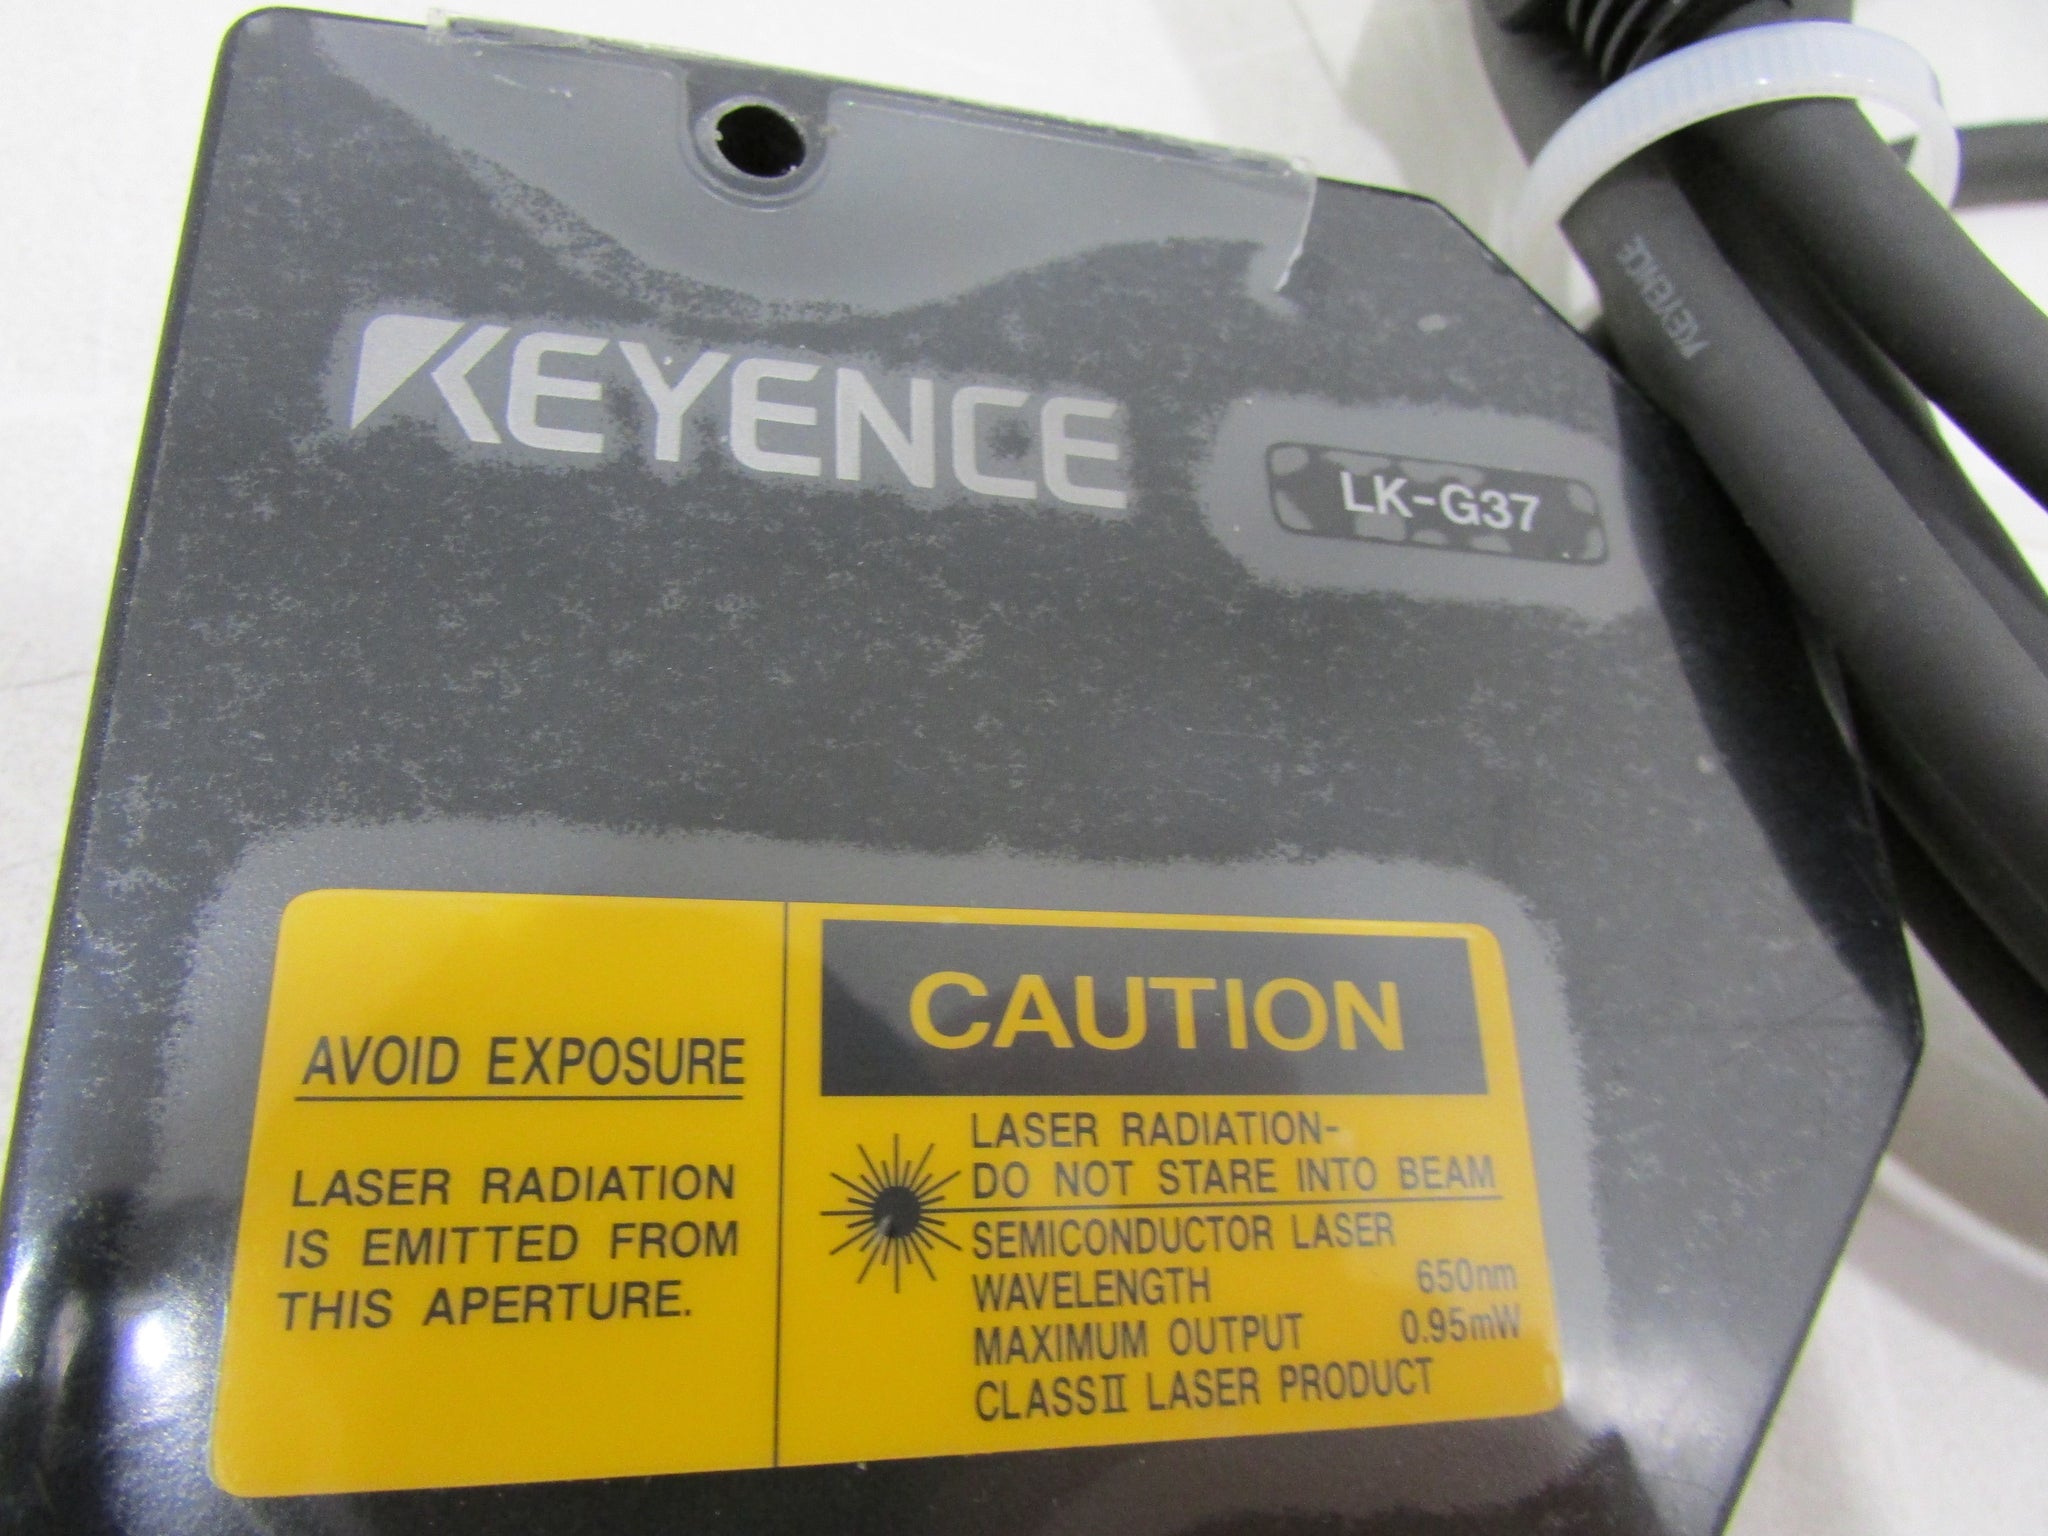 KEYENCE
LK-G37
KEYENCE
AVOID EXPOSURE
LASER RADIATION
IS EMITTED FROM
THIS APERTURE.
CAUTION
LASER RADIATION-
DO NOT STARE INTO BEAM
SEMICONDUCTOR LASER
WAVELENGTH 650nm
MAXIMUM OUTPUT 0.95mW
CLASSⅡ LASER PRODUCT